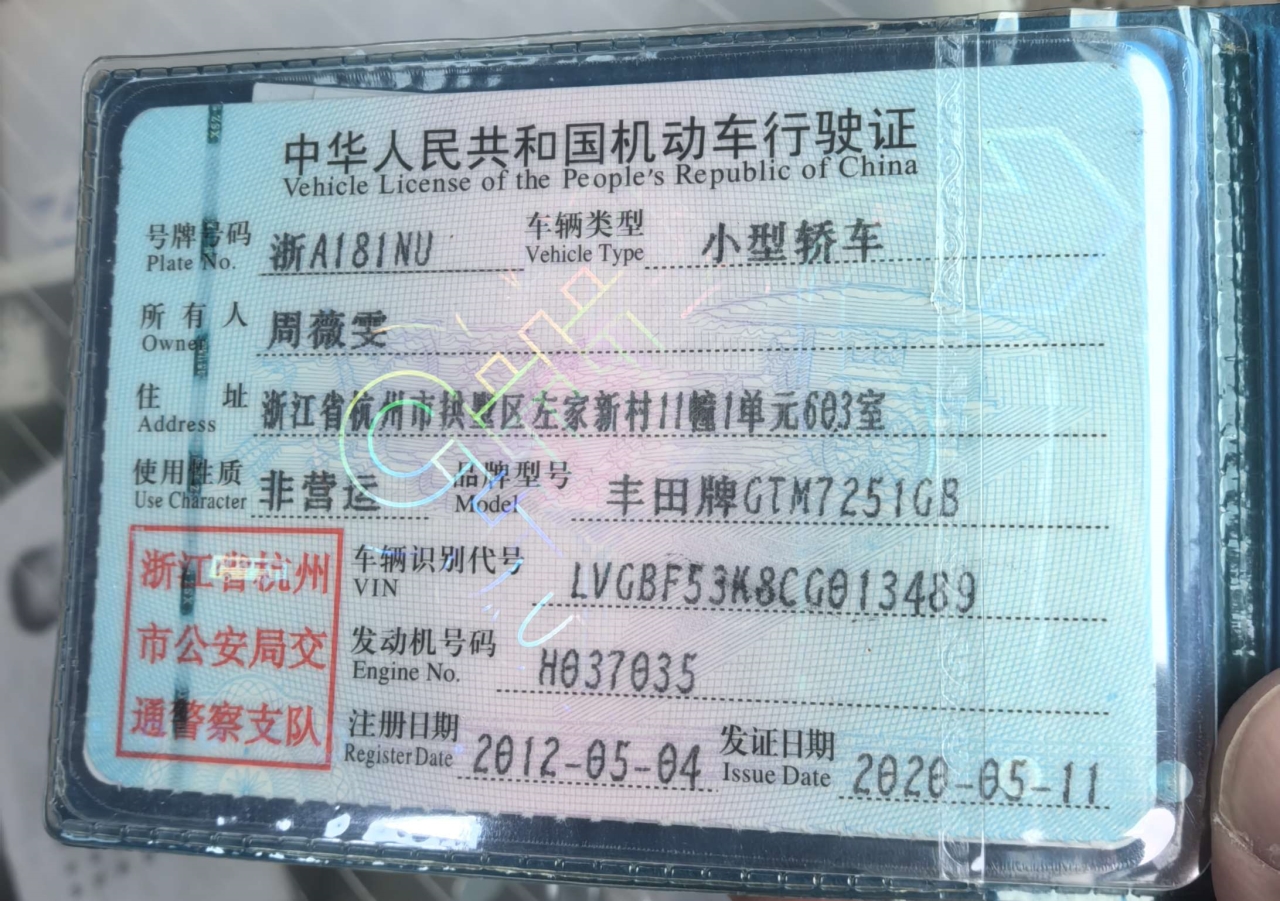 中华人民共和国机动车行驶证
Vehicle License of the People's Republic of China
号牌号码 浙A181NU 车辆类型 小型轿车
Plate No. Vehicle Type
所有人 周薇雯
Owner
住址 浙江省杭州市拱墅区左家新村11幢1单元603室
Address
使用性质 非营运 品牌型号 丰田牌GTM7251GB
Use Character Model
车辆识别代号 LVGBF53K8CG013489
VIN
发动机号码 H037035
Engine No.
注册日期 2012-05-04 发证日期 2020-05-11
Register Date Issue Date
浙江省杭州
市公安局交
通警察支队